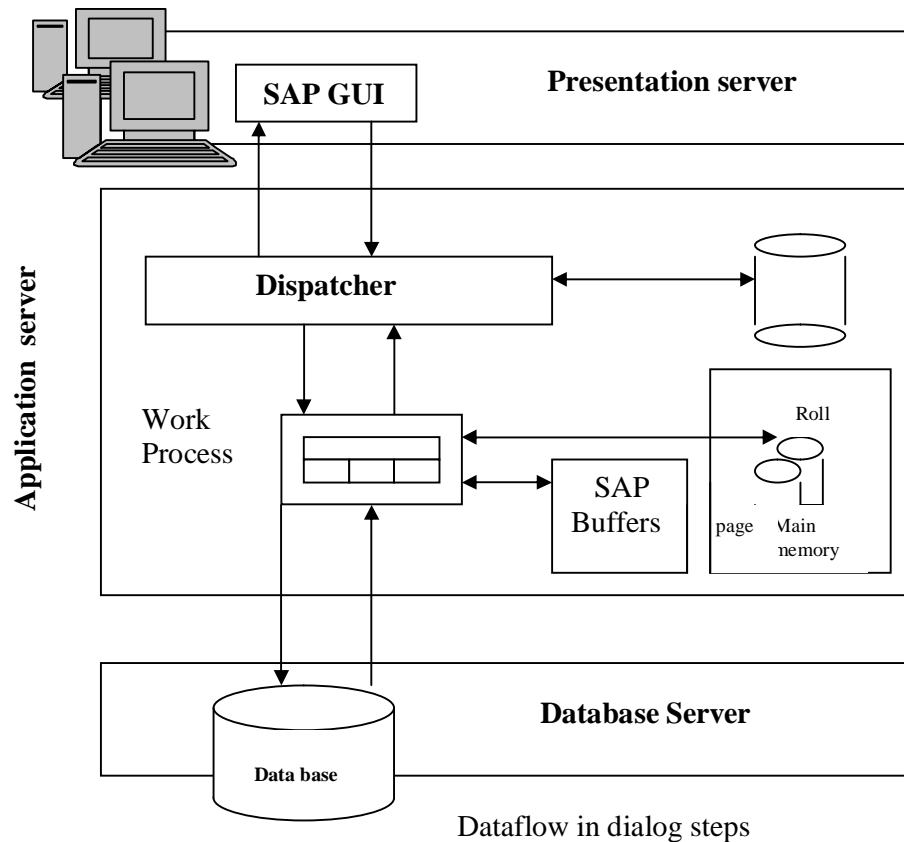 Presentation server
SAP GUI
Application server
Dispatcher
Work
Process
Roll
SAP
Buffers
page Main
memory
Database Server
Data base
Dataflow in dialog steps